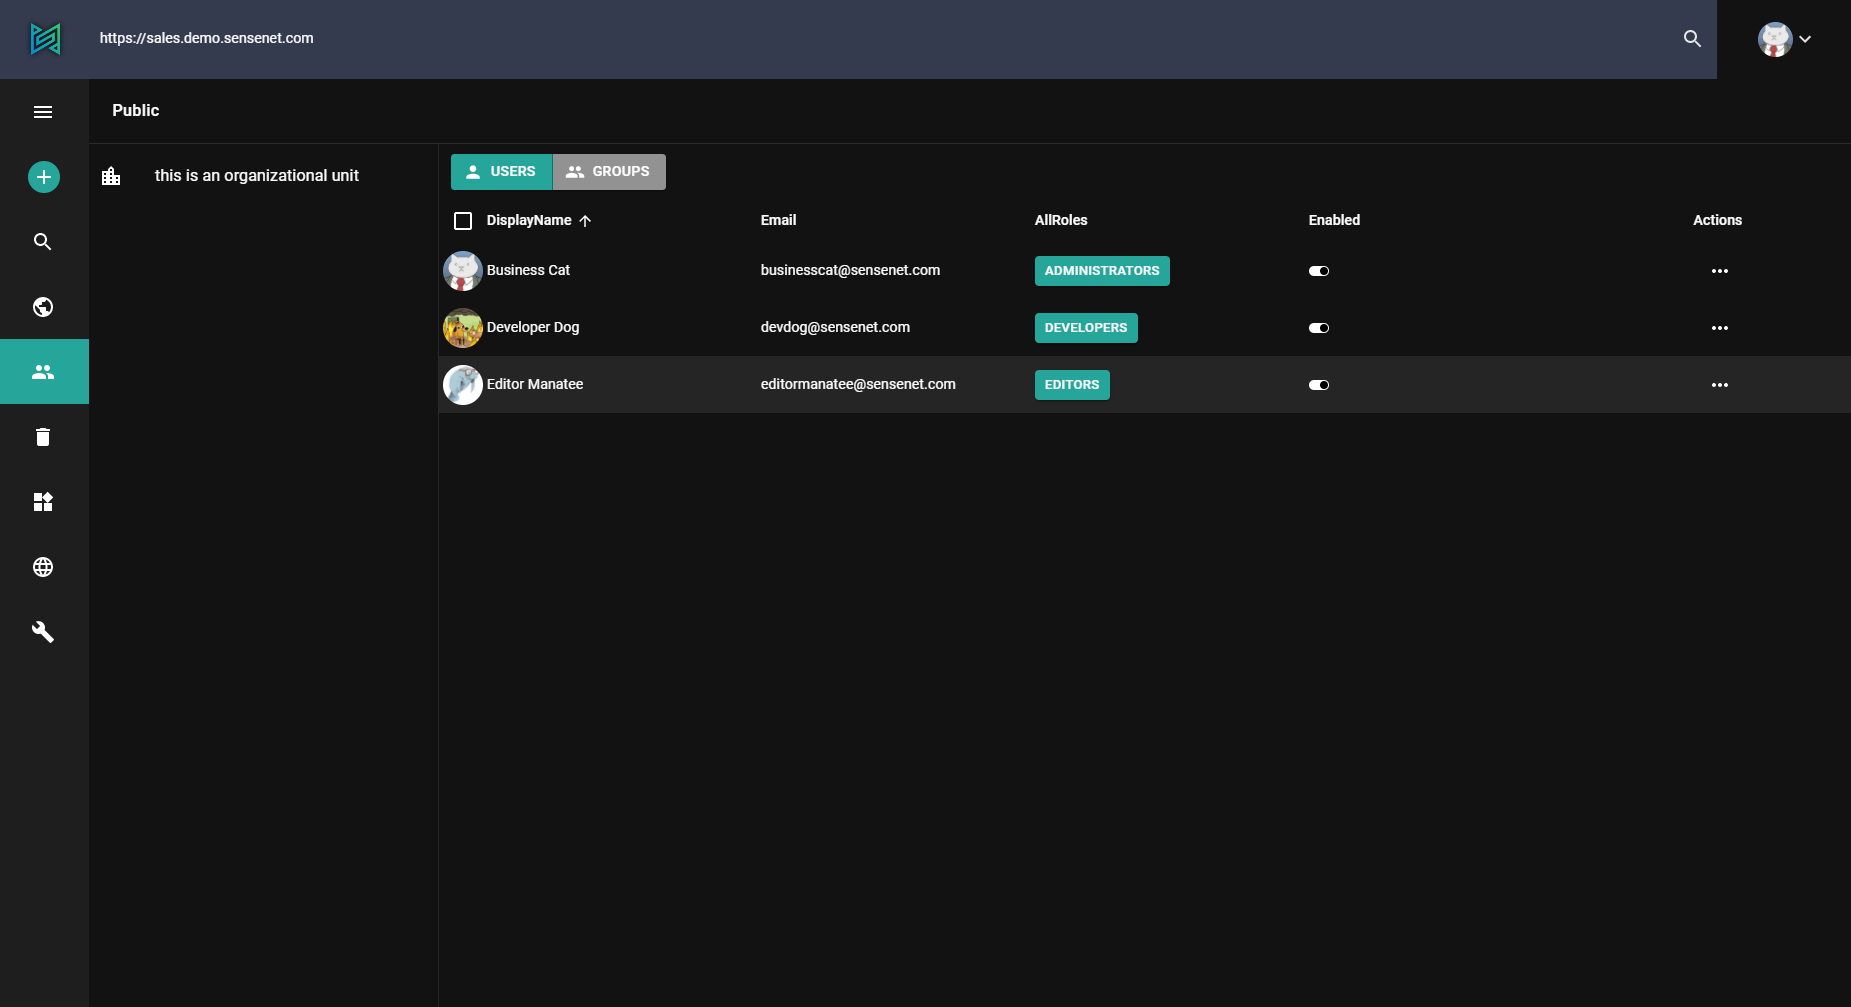 https://sales.demo.sensenet.com
Public
this is an organizational unit
USERS GROUPS
DisplayName Email AllRoles Enabled Actions
Business Cat businesscat@sensenet.com ADMINISTRATORS
Developer Dog devdog@sensenet.com DEVELOPERS
Editor Manatee editormanatee@sensenet.com EDITORS